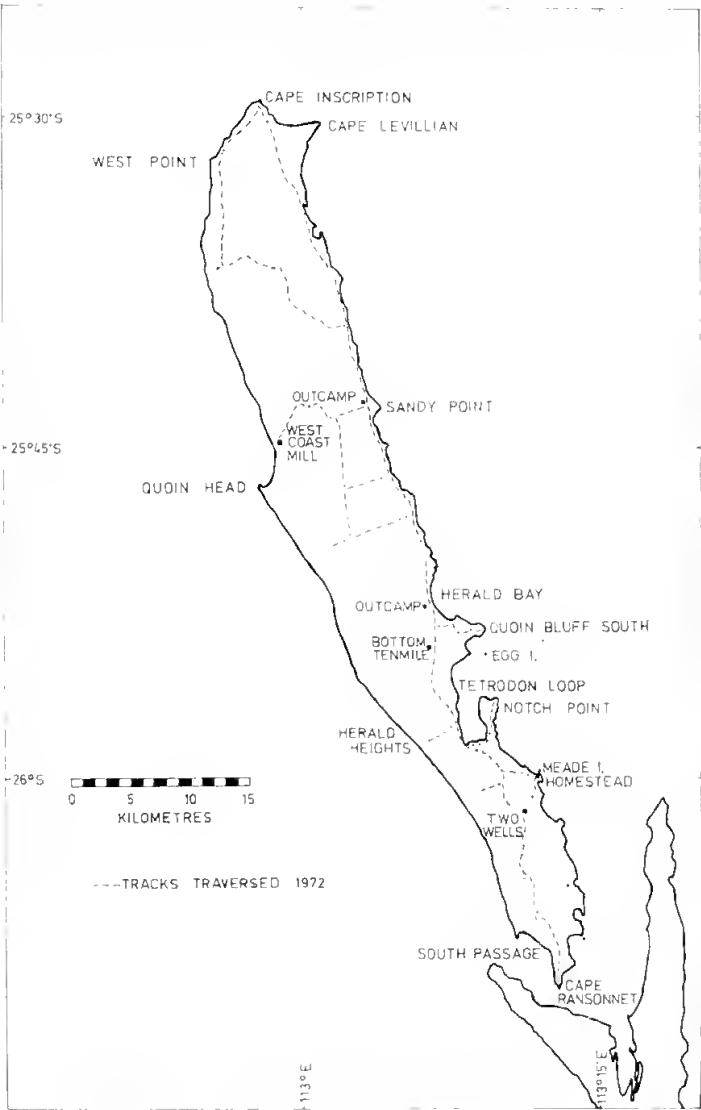 CAPE INSCRIPTION
25°30'S
CAPE LEVILLIAN
WEST POINT
OUTCAMP
SANDY POINT
WEST
COAST
MILL
25°45'S
QUOIN HEAD
HERALD BAY
OUTCAMP
QUOIN BLUFF SOUTH
BOTTOM
TENMILE
EGG I.
TETRODON LOOP
NOTCH POINT
HERALD
HEIGHTS
MEADE I.
HOMESTEAD
26°S
0 5 10 15
KILOMETRES
TWO
WELLS
---TRACKS TRAVERSED 1972
SOUTH PASSAGE
CAPE
RANSONNET
113°E
113°15'E